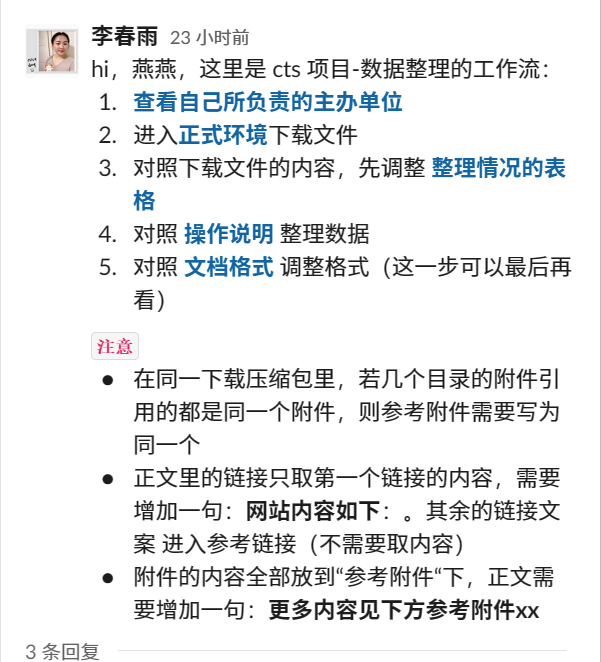 李春雨 23 小时前
hi，燕燕，这里是 cts 项目-数据整理的工作流：
1. 查看自己所负责的主办单位
2. 进入正式环境下载文件
3. 对照下载文件的内容，先调整 整理情况的表
格
4. 对照 操作说明 整理数据
5. 对照 文档格式 调整格式（这一步可以最后再
看）
注意
• 在同一下载压缩包里，若几个目录的附件引
用的都是同一个附件，则参考附件需要写为
同一个
• 正文里的链接只取第一个链接的内容，需要
增加一句：网站内容如下：。其余的链接文
案 进入参考链接（不需要取内容）
• 附件的内容全部放到“参考附件“下，正文需
要增加一句：更多内容见下方参考附件xx
3 条回复